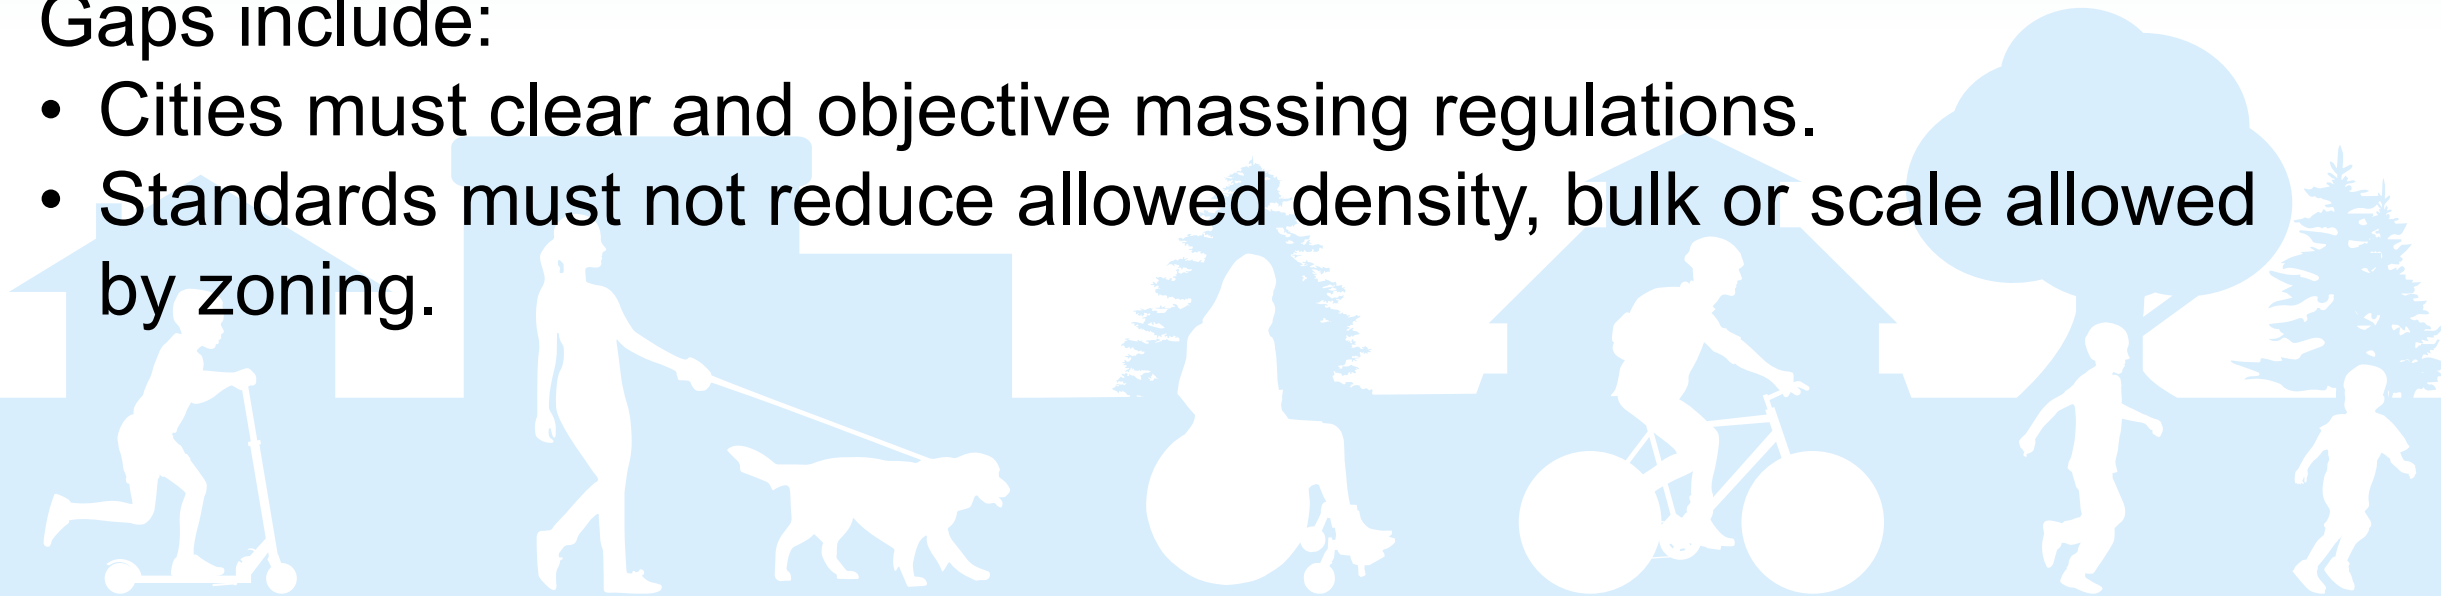 Gaps include:
• Cities must clear and objective massing regulations.
• Standards must not reduce allowed density, bulk or scale allowed
by zoning.